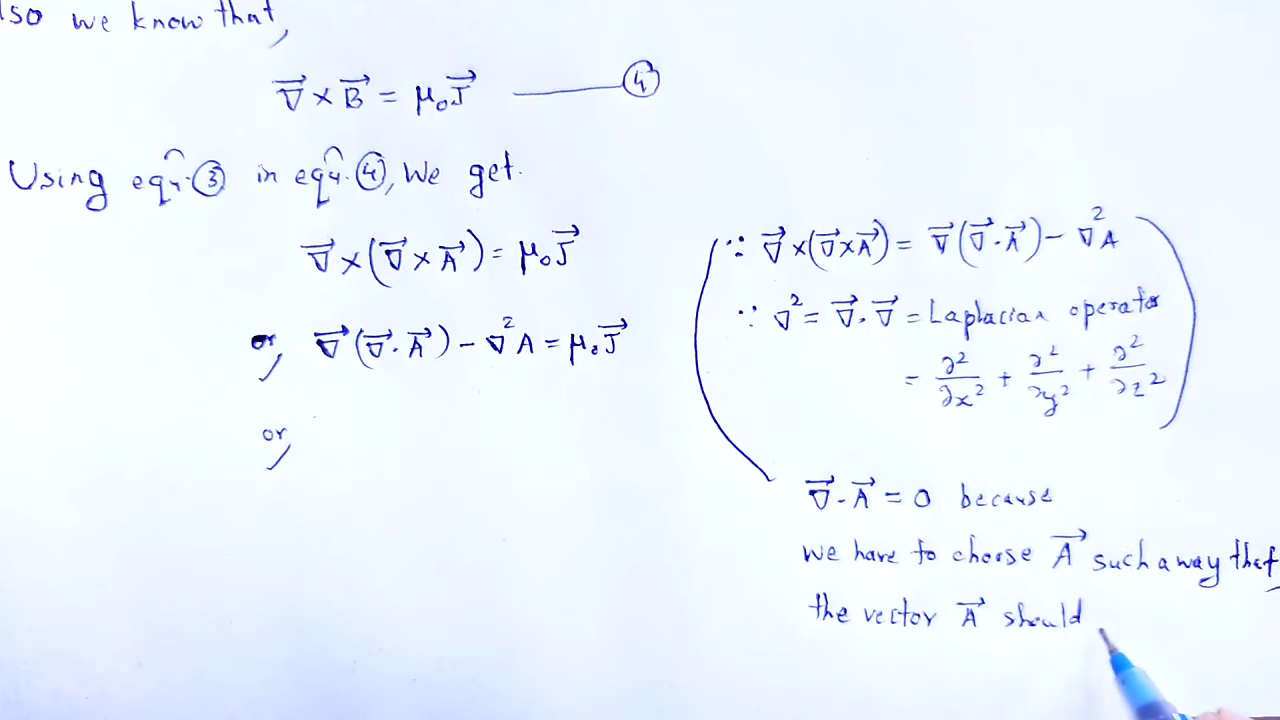 lso we know that,
∇⃗ × B⃗ = μ₀J⃗ ——— ④
Using eqn. ③ in eqn. ④, We get.
∇⃗ × (∇⃗ × A⃗) = μ₀J⃗
or, ∇⃗(∇⃗ · A⃗) − ∇²A = μ₀J⃗
or,
∵ ∇⃗ × (∇⃗ × A⃗) = ∇⃗(∇⃗ · A⃗) − ∇²A
∵ ∇² = ∇⃗ · ∇⃗ = Laplacian operator
= ∂²/∂x² + ∂²/∂y² + ∂²/∂z²
∇⃗ · A⃗ = 0 because
we have to choose A⃗ such a way that
the vector A⃗ should